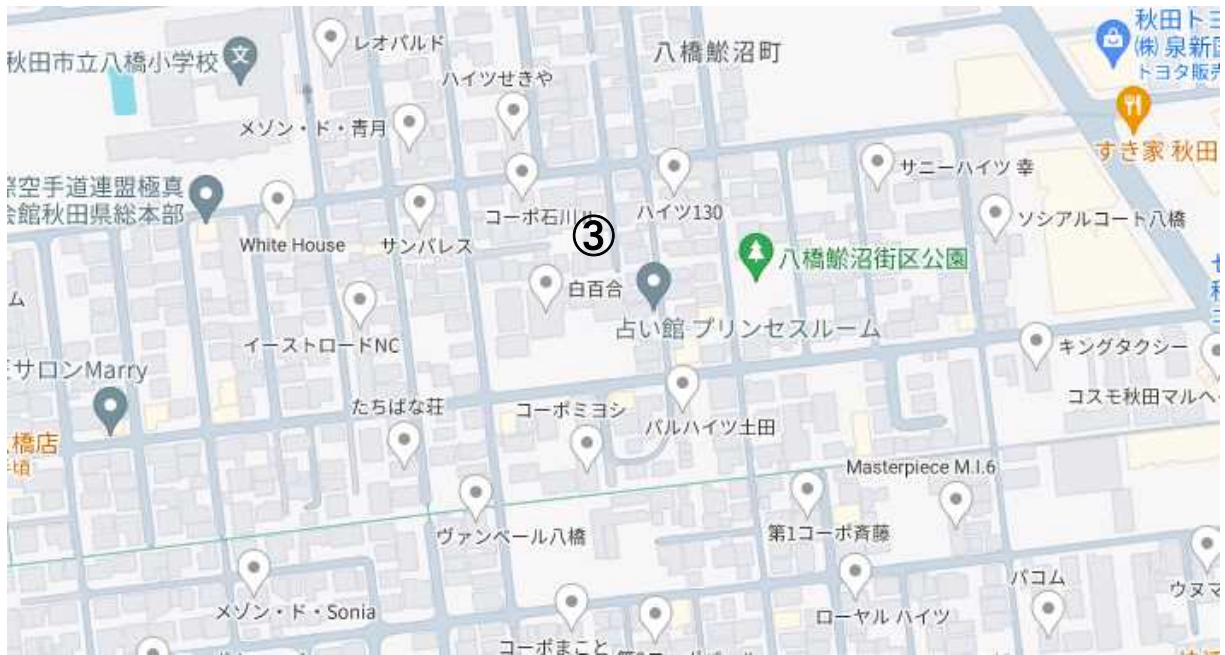 レオパルド
八橋鯲沼町
秋田トヨ
(株) 泉新
トヨタ販売
秋田市立八橋小学校
文
ハイツせきや
メゾン・ド・青月
すき家 秋田
サニーハイツ 幸
空手道連盟極真
会館秋田県総本部
コーポ石川
ハイツ130
ソシアルコート八橋
White House
サンパレス
③
八橋鯲沼街区公園
白百合
ム
占い館 プリンセスルーム
イーストロードNC
キングタクシー
サロンMarry
コスモ秋田マルヘ
たちばな荘
コーポミヨシ
パルハイツ土田
橋店
Masterpiece M.I.6
ヴァンベール八橋
第1コーポ斉藤
パコム
ウヌマ
メゾン・ド・Sonia
ローヤル ハイツ
コーポまこと